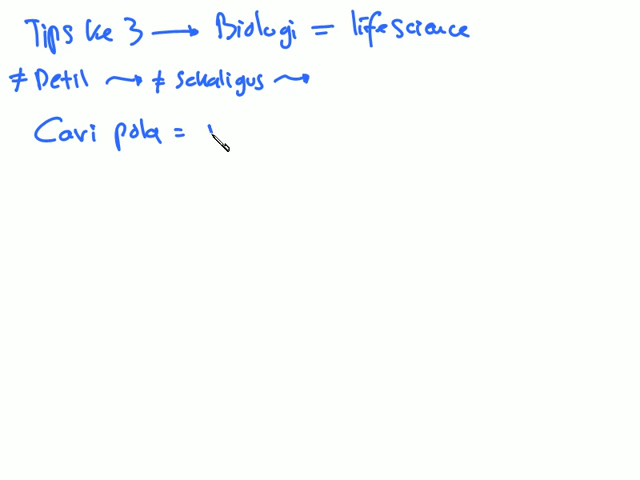 Tips ke 3 → Biologi = lifescience
≠ Detil → ≠ sekaligus →
Cari pola =